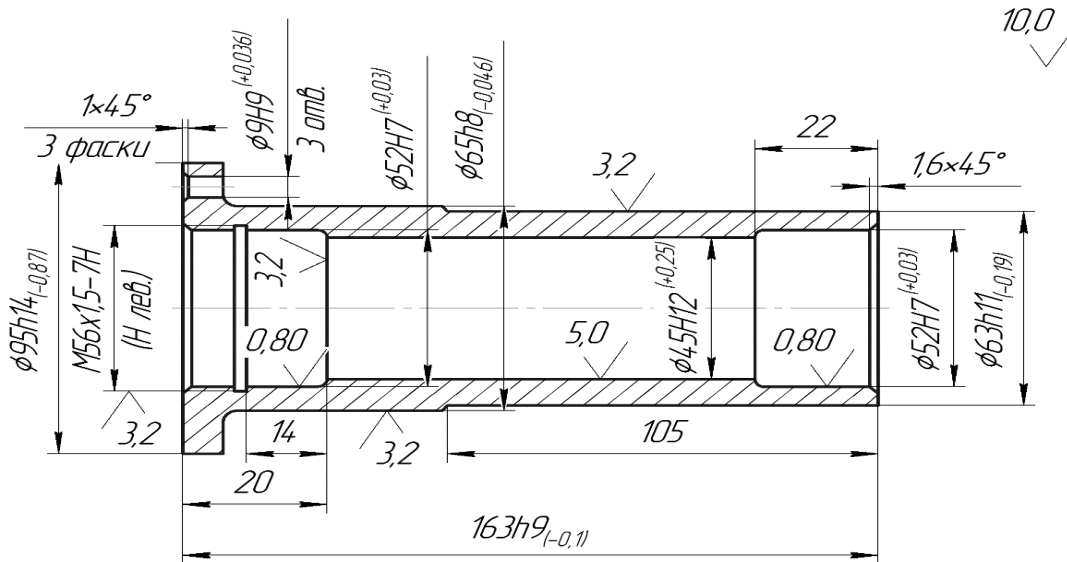 10,0
1×45°
3 фаски
ϕ9H9(+0,036)
3 отв.
ϕ52H7(+0,03)
ϕ65h8(-0,046)
3,2
22
1,6×45°
ϕ95h14(-0,87)
M56x1,5-7H
(H лев.)
3,2
0,80
5,0
ϕ45H12(+0,25)
0,80
ϕ52H7(+0,03)
ϕ63h11(-0,19)
3,2
14
3,2
105
20
163h9(-0,1)